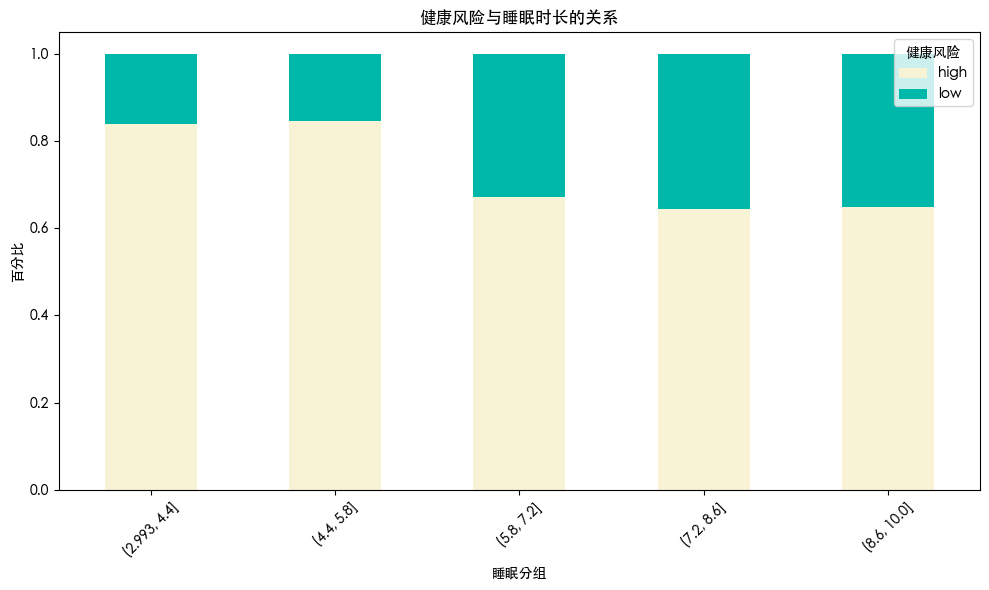 健康风险与睡眠时长的关系
健康风险
high
low
百分比
1.0
0.8
0.6
0.4
0.2
0.0
(2.993, 4.4]
(4.4, 5.8]
(5.8, 7.2]
(7.2, 8.6]
(8.6, 10.0]
睡眠分组